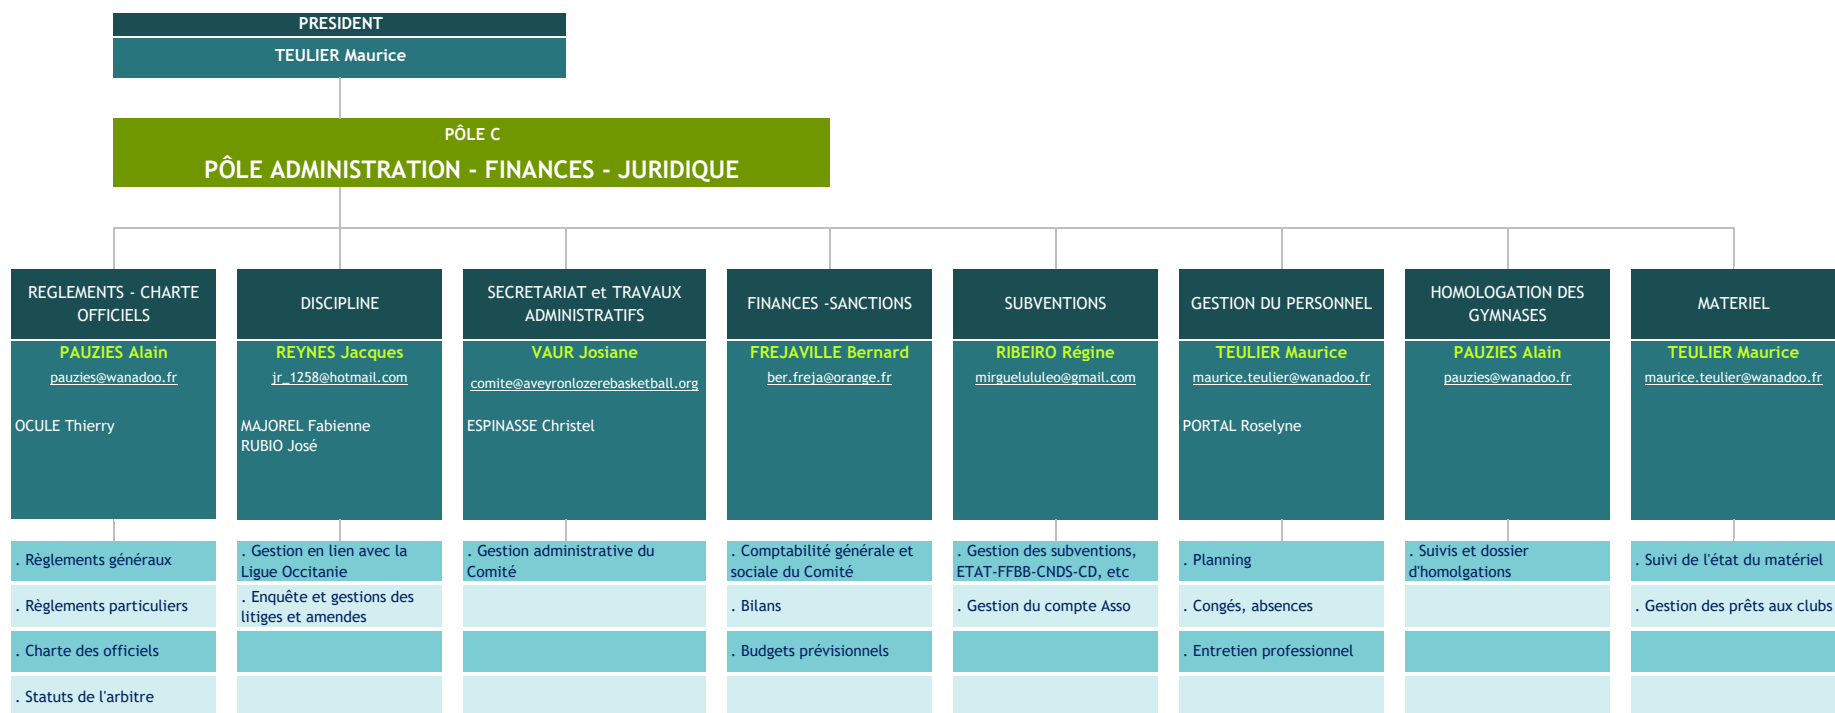 PRESIDENT
TEULIER Maurice
PÔLE C
PÔLE ADMINISTRATION - FINANCES - JURIDIQUE
REGLEMENTS - CHARTE
OFFICIELS
PAUZIES Alain
pauzies@wanadoo.fr
OCULE Thierry
. Règlements généraux
. Règlements particuliers
. Charte des officiels
. Statuts de l'arbitre
DISCIPLINE
REYNES Jacques
jr_1258@hotmail.com
MAJOREL Fabienne
RUBIO José
. Gestion en lien avec la
Ligue Occitanie
. Enquête et gestions des
litiges et amendes
SECRETARIAT et TRAVAUX
ADMINISTRATIFS
VAUR Josiane
comite@aveyronlozerebasketball.org
ESPINASSE Christel
. Gestion administrative du
Comité
FINANCES -SANCTIONS
FREJAVILLE Bernard
ber.freja@orange.fr
. Comptabilité générale et
sociale du Comité
. Bilans
. Budgets prévisionnels
SUBVENTIONS
RIBEIRO Régine
mirguelululeo@gmail.com
. Gestion des subventions,
ETAT-FFBB-CNDS-CD, etc
. Gestion du compte Asso
GESTION DU PERSONNEL
TEULIER Maurice
maurice.teulier@wanadoo.fr
PORTAL Roselyne
. Planning
. Congés, absences
. Entretien professionnel
HOMOLOGATION DES
GYMNASES
PAUZIES Alain
pauzies@wanadoo.fr
. Suivis et dossier
d'homolgations
MATERIEL
TEULIER Maurice
maurice.teulier@wanadoo.fr
. Suivi de l'état du matériel
. Gestion des prêts aux clubs